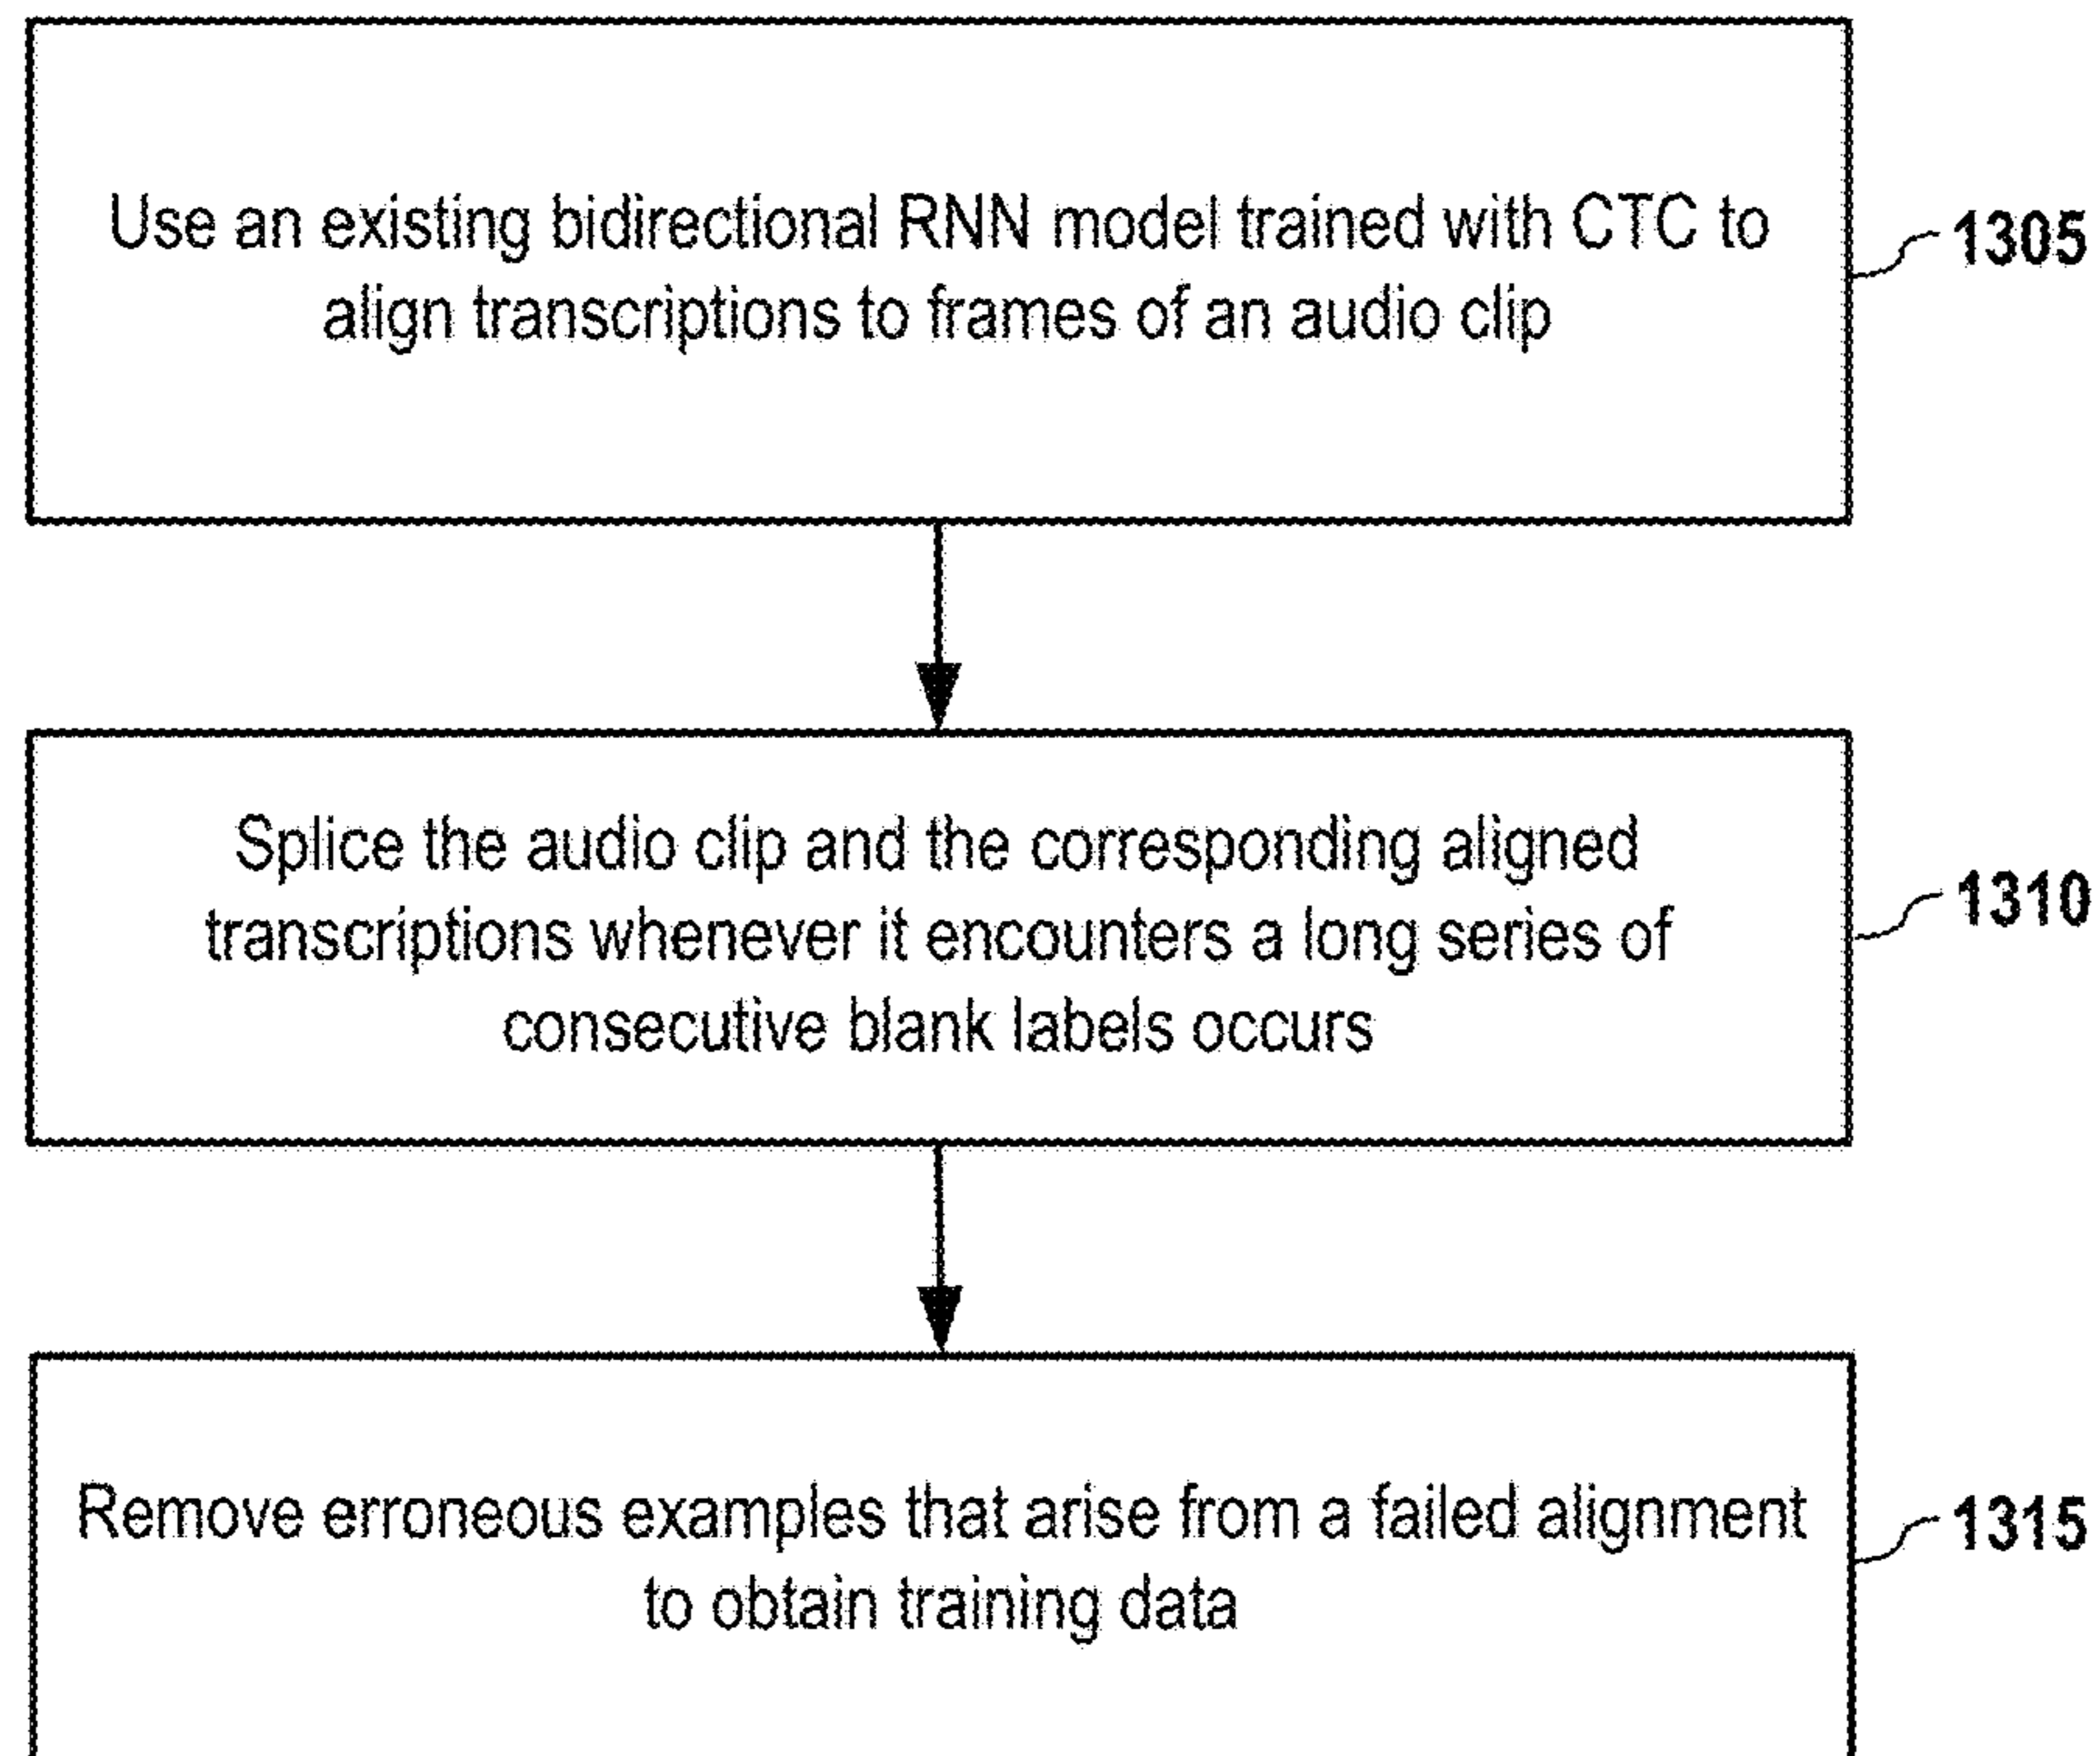 Use an existing bidirectional RNN model trained with CTC to
align transcriptions to frames of an audio clip
1305
Splice the audio clip and the corresponding aligned
transcriptions whenever it encounters a long series of
consecutive blank labels occurs
1310
Remove erroneous examples that arise from a failed alignment
to obtain training data
1315